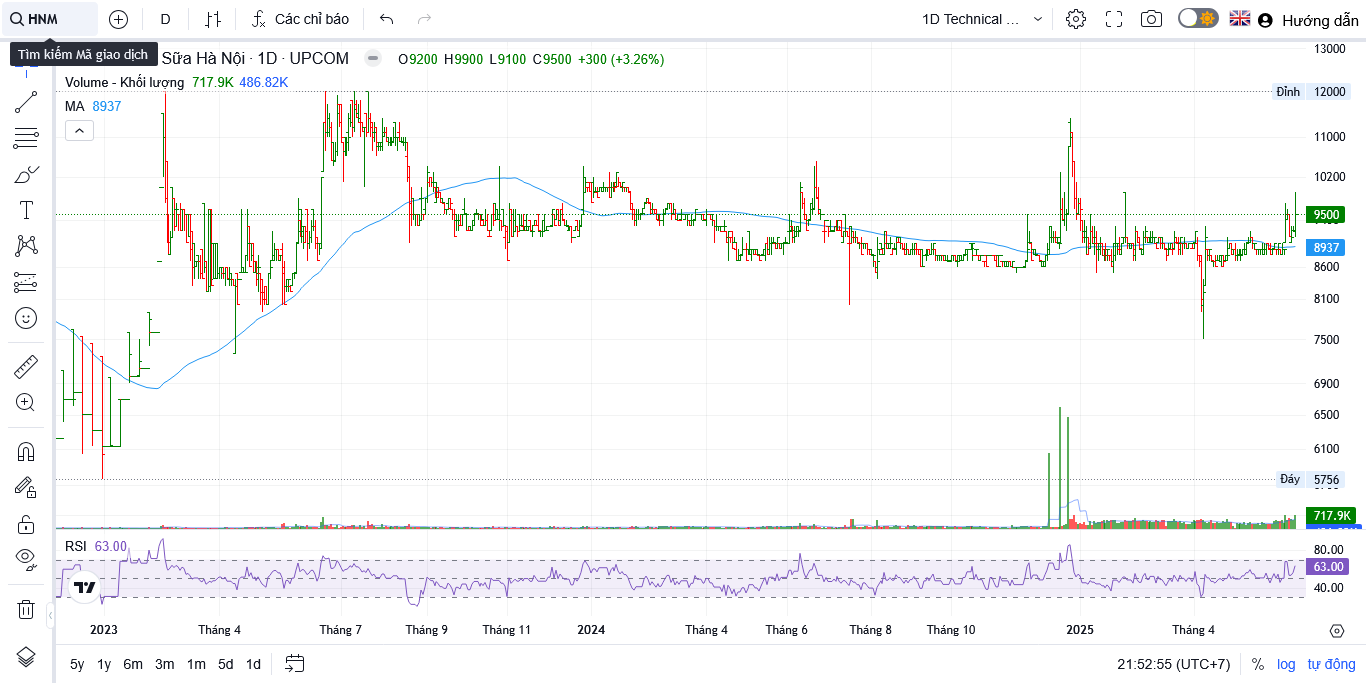 HNM D Các chỉ báo 1D Technical ... Hướng dẫn
Tìm kiếm Mã giao dịch
Sữa Hà Nội · 1D · UPCOM O9200 H9900 L9100 C9500 +300 (+3.26%)
Volume - Khối lượng 717.9K 486.82K
MA 8937
13000
Đỉnh 12000
11000
10200
9500
8937
8600
8100
7500
6900
6500
6100
Đáy 5756
717.9K
RSI 63.00
80.00
63.00
40.00
2023 Tháng 4 Tháng 7 Tháng 9 Tháng 11 2024 Tháng 4 Tháng 6 Tháng 8 Tháng 10 2025 Tháng 4
5y 1y 6m 3m 1m 5d 1d 21:52:55 (UTC+7) % log tự động